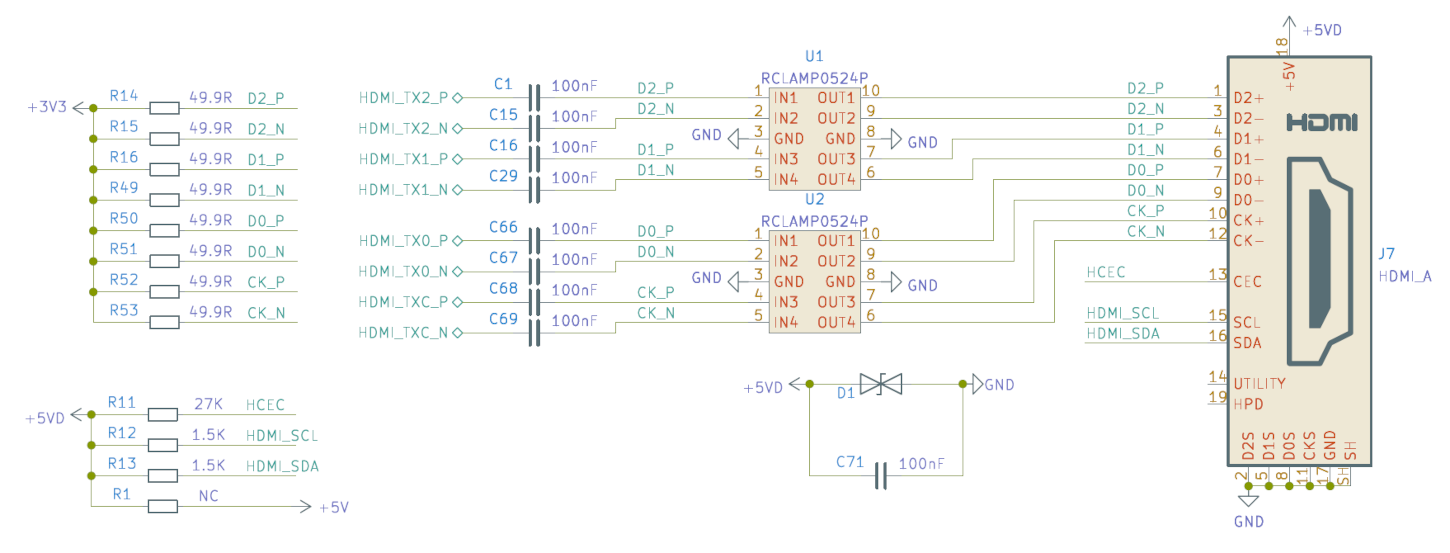 +3V3
R14 49.9R D2_P
R15 49.9R D2_N
R16 49.9R D1_P
R49 49.9R D1_N
R50 49.9R D0_P
R51 49.9R D0_N
R52 49.9R CK_P
R53 49.9R CK_N
+5VD
R11 27K HCEC
R12 1.5K HDMI_SCL
R13 1.5K HDMI_SDA
R1 NC +5V
HDMI_TX2_P C1 100nF D2_P
HDMI_TX2_N C15 100nF D2_N
HDMI_TX1_P C16 100nF D1_P
HDMI_TX1_N C29 100nF D1_N
HDMI_TX0_P C66 100nF D0_P
HDMI_TX0_N C67 100nF D0_N
HDMI_TXC_P C68 100nF CK_P
HDMI_TXC_N C69 100nF CK_N
U1
RCLAMP0524P
1 IN1 OUT1 10
2 IN2 OUT2 9
GND 3 GND GND 8 GND
4 IN3 OUT3 7
5 IN4 OUT4 6
U2
RCLAMP0524P
1 IN1 OUT1 10
2 IN2 OUT2 9
GND 3 GND GND 8 GND
4 IN3 OUT3 7
5 IN4 OUT4 6
+5VD D1 GND
C71 100nF
+5VD
18
+5V
D2_P 1 D2+
D2_N 3 D2-
D1_P 4 D1+
D1_N 6 D1-
D0_P 7 D0+
D0_N 9 D0-
CK_P 10 CK+
CK_N 12 CK-
HCEC 13 CEC
HDMI_SCL 15 SCL
HDMI_SDA 16 SDA
14 UTILITY
19 HPD
HDMI
J7
HDMI_A
D2S D1S D0S CKS GND SH
2 5 8 11 17 SH
GND